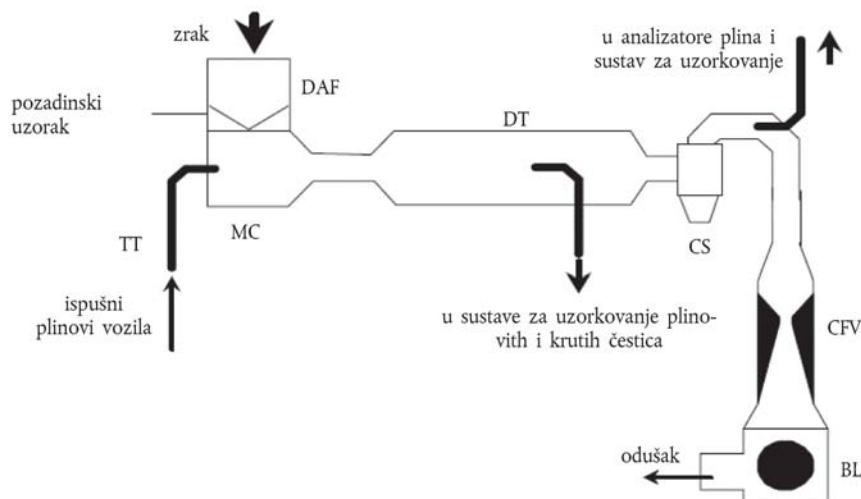 zrak
u analizatore plina i
sustav za uzorkovanje
DAF
pozadinski
uzorak
DT
TT
MC
CS
ispušni
plinovi vozila
u sustave za uzorkovanje plino-
vith i krutih čestica
CFV
odušak
BL